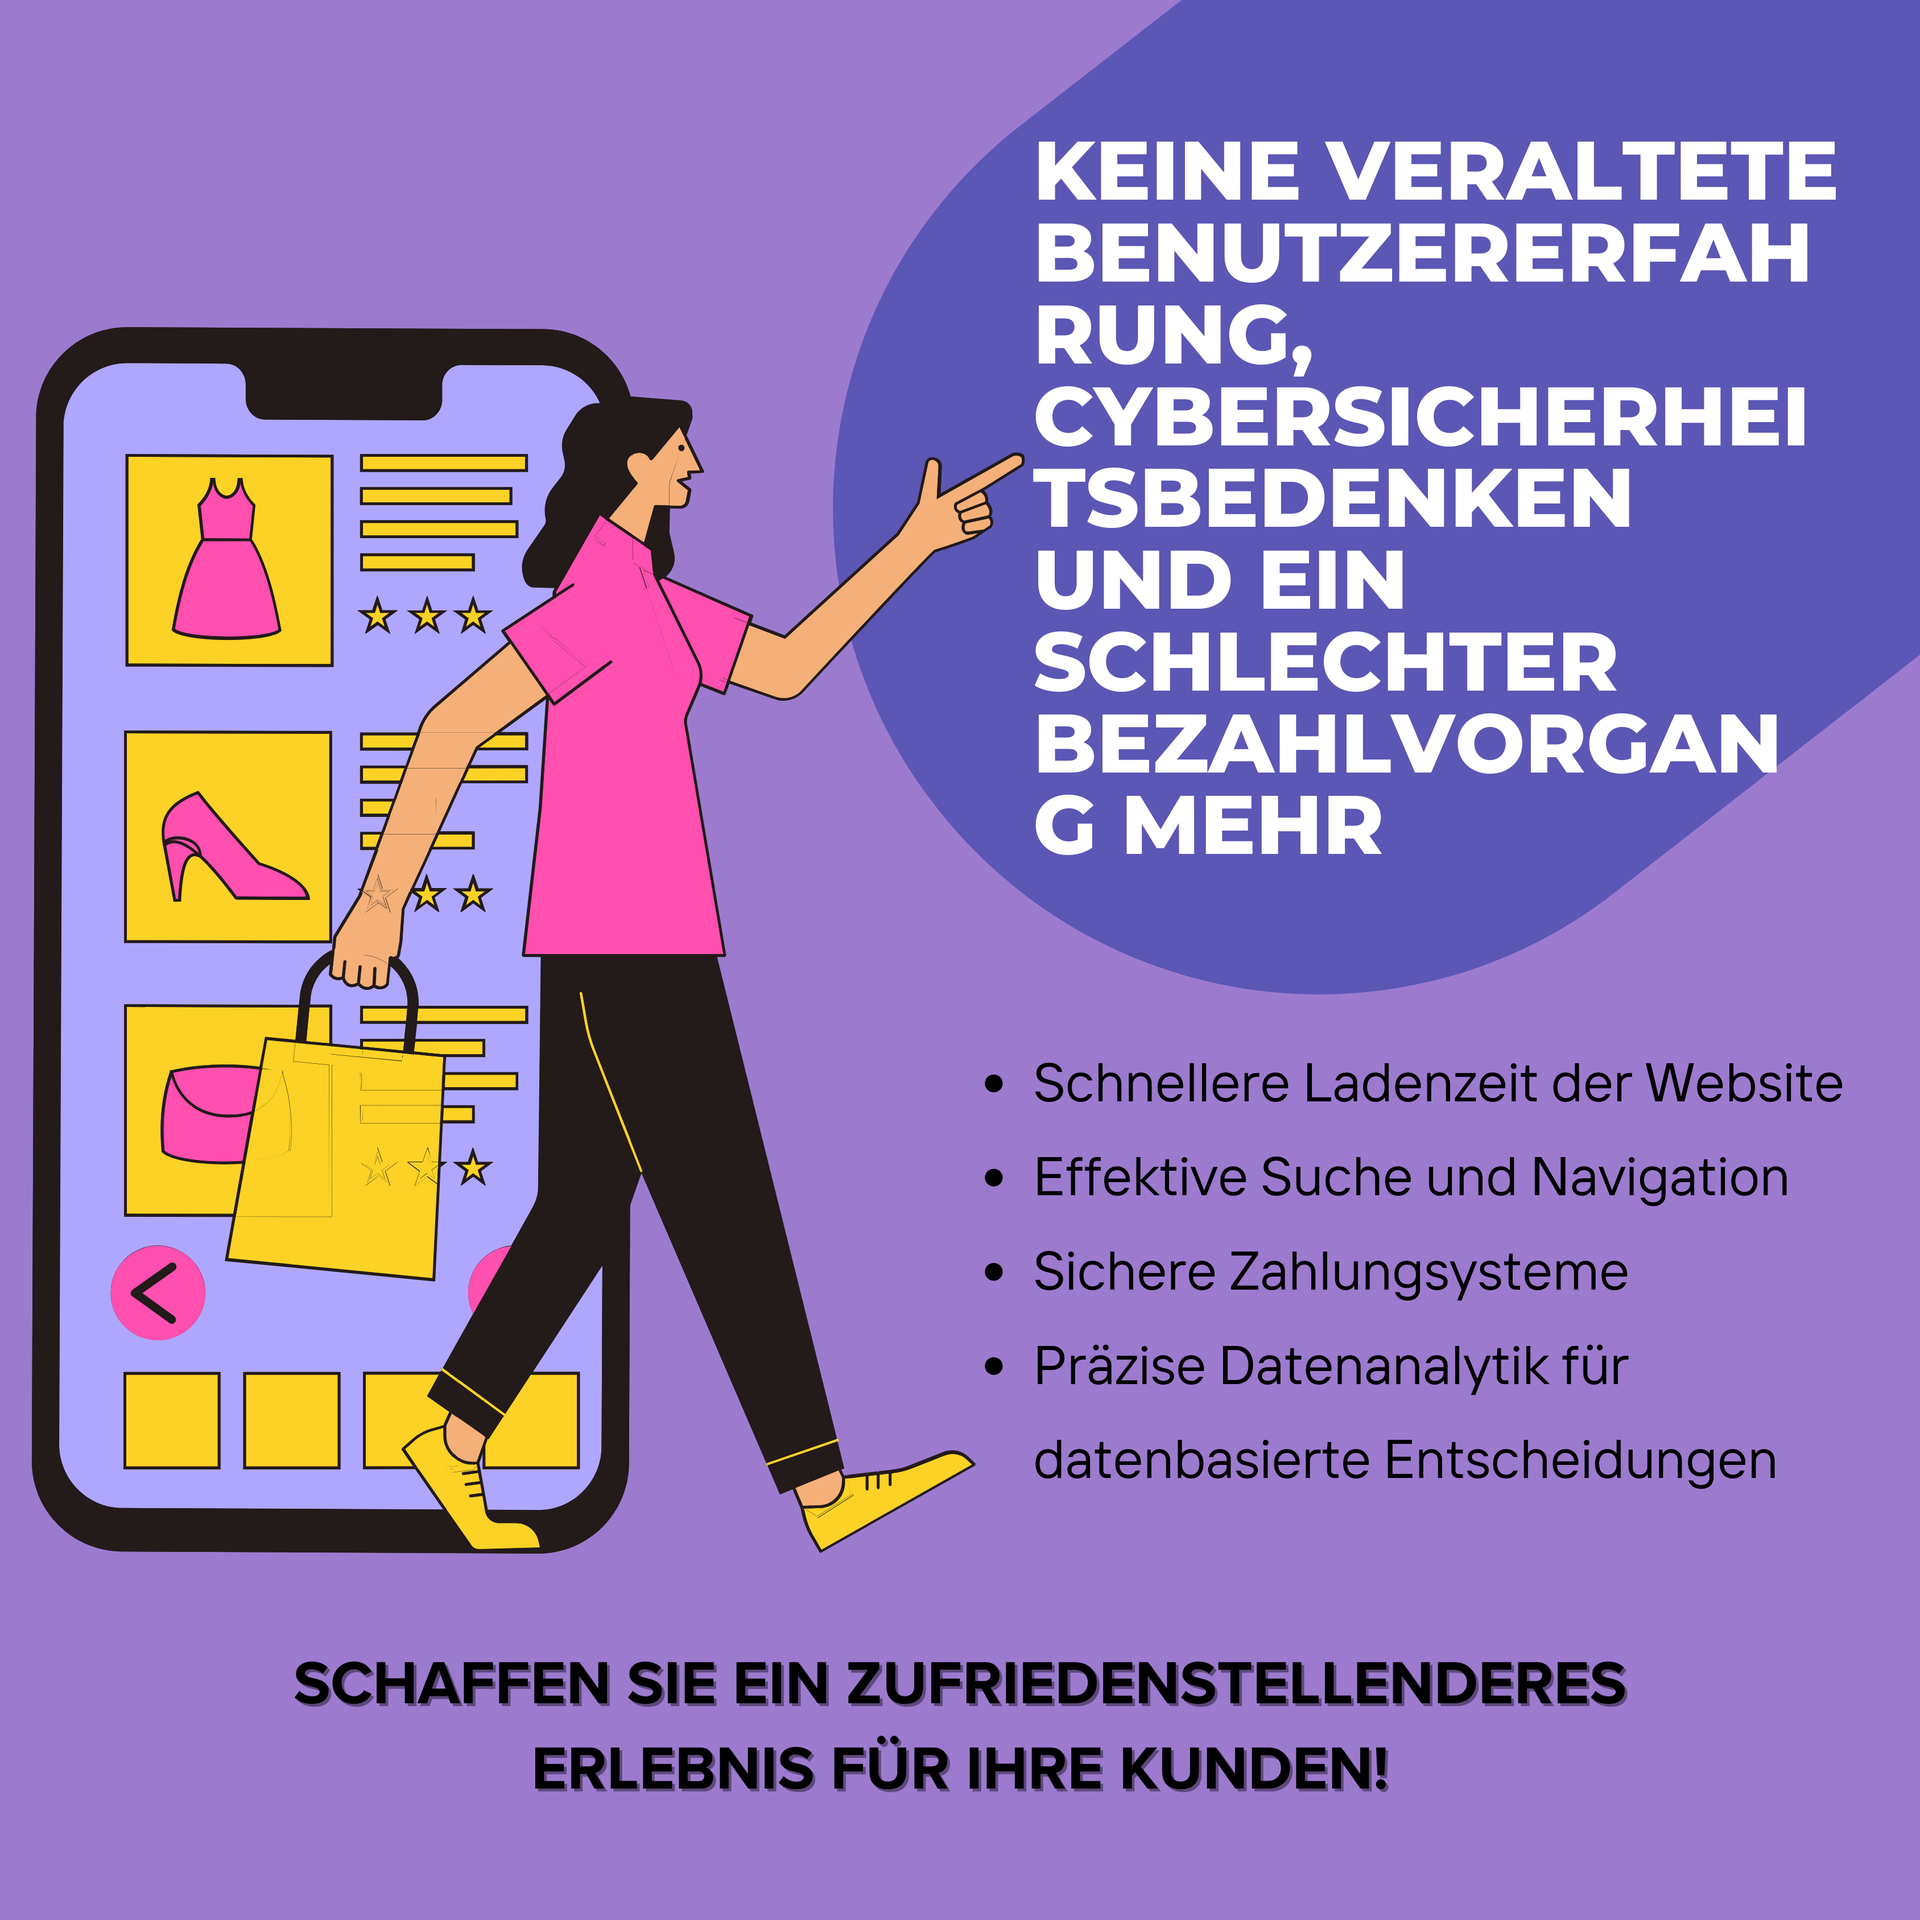 KEINE VERALTETE
BENUTZERERFAH
RUNG,
CYBERSICHERHEI
TSBEDENKEN
UND EIN
SCHLECHTER
BEZAHLVORGAN
G MEHR
• Schnellere Ladenzeit der Website
• Effektive Suche und Navigation
• Sichere Zahlungsysteme
• Präzise Datenanalytik für
datenbasierte Entscheidungen
SCHAFFEN SIE EIN ZUFRIEDENSTELLENDERES
ERLEBNIS FÜR IHRE KUNDEN!